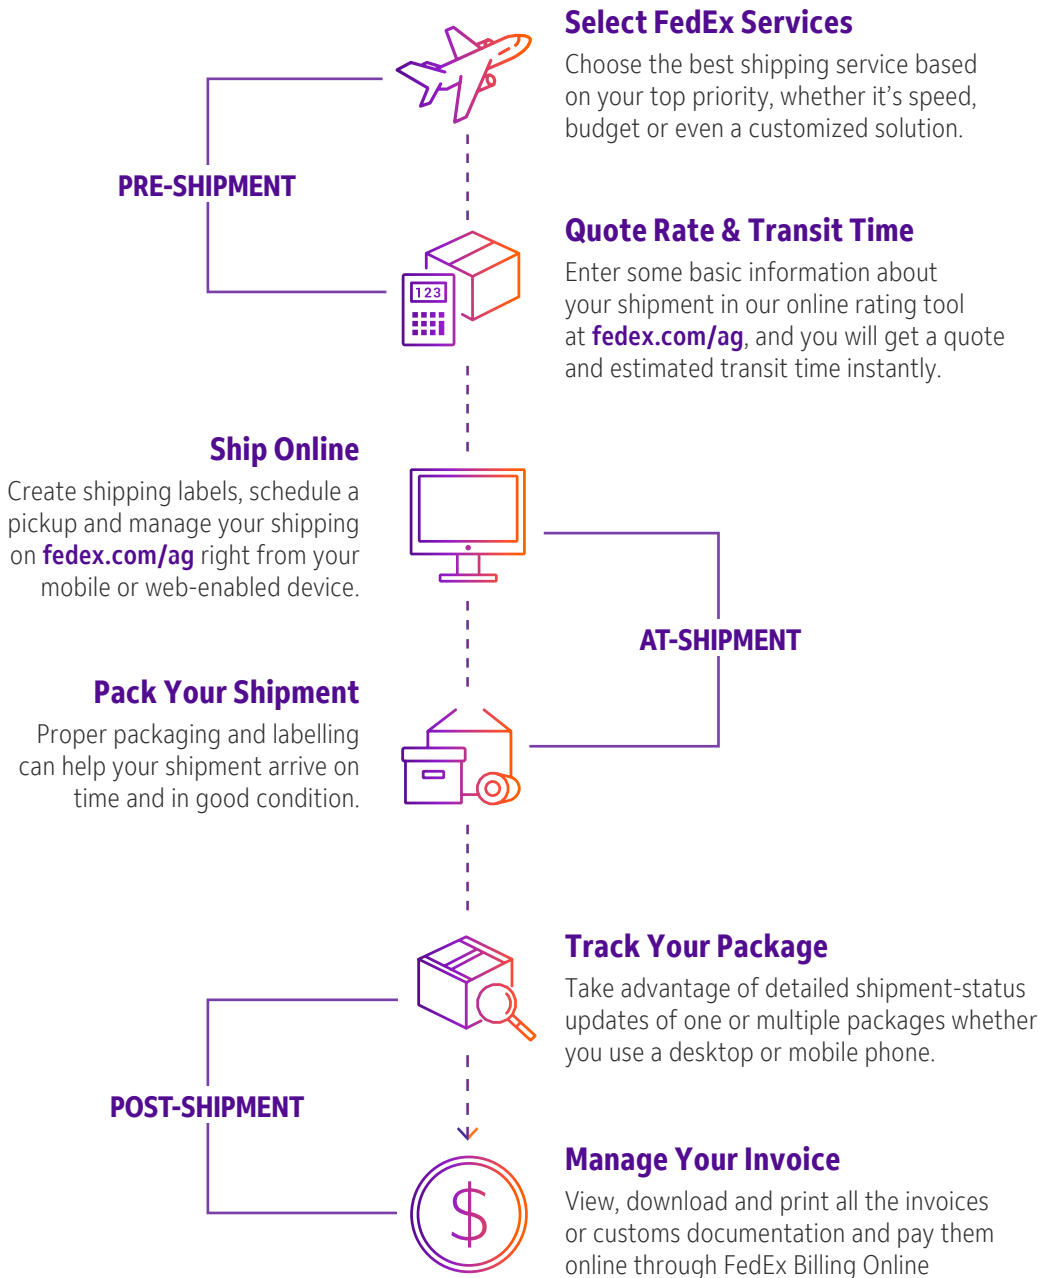 Select FedEx Services
Choose the best shipping service based
on your top priority, whether it’s speed,
budget or even a customized solution.
PRE-SHIPMENT
Quote Rate & Transit Time
Enter some basic information about
your shipment in our online rating tool
at fedex.com/ag, and you will get a quote
and estimated transit time instantly.
123
Ship Online
Create shipping labels, schedule a
pickup and manage your shipping
on fedex.com/ag right from your
mobile or web-enabled device.
AT-SHIPMENT
Pack Your Shipment
Proper packaging and labelling
can help your shipment arrive on
time and in good condition.
Track Your Package
Take advantage of detailed shipment-status
updates of one or multiple packages whether
you use a desktop or mobile phone.
POST-SHIPMENT
Manage Your Invoice
View, download and print all the invoices
or customs documentation and pay them
online through FedEx Billing Online
$